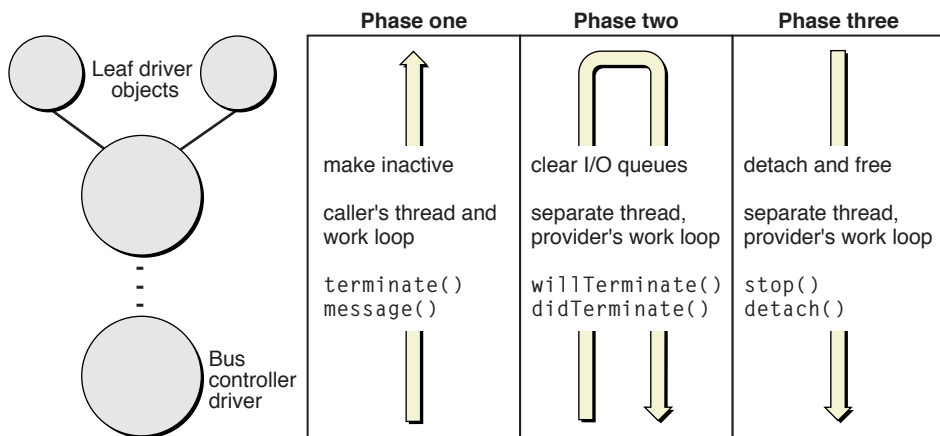 Phase one
Phase two
Phase three
Leaf driver
objects
make inactive
caller's thread and
work loop
terminate()
message()
clear I/O queues
separate thread,
provider's work loop
willTerminate()
didTerminate()
detach and free
separate thread,
provider's work loop
stop()
detach()
Bus
controller
driver